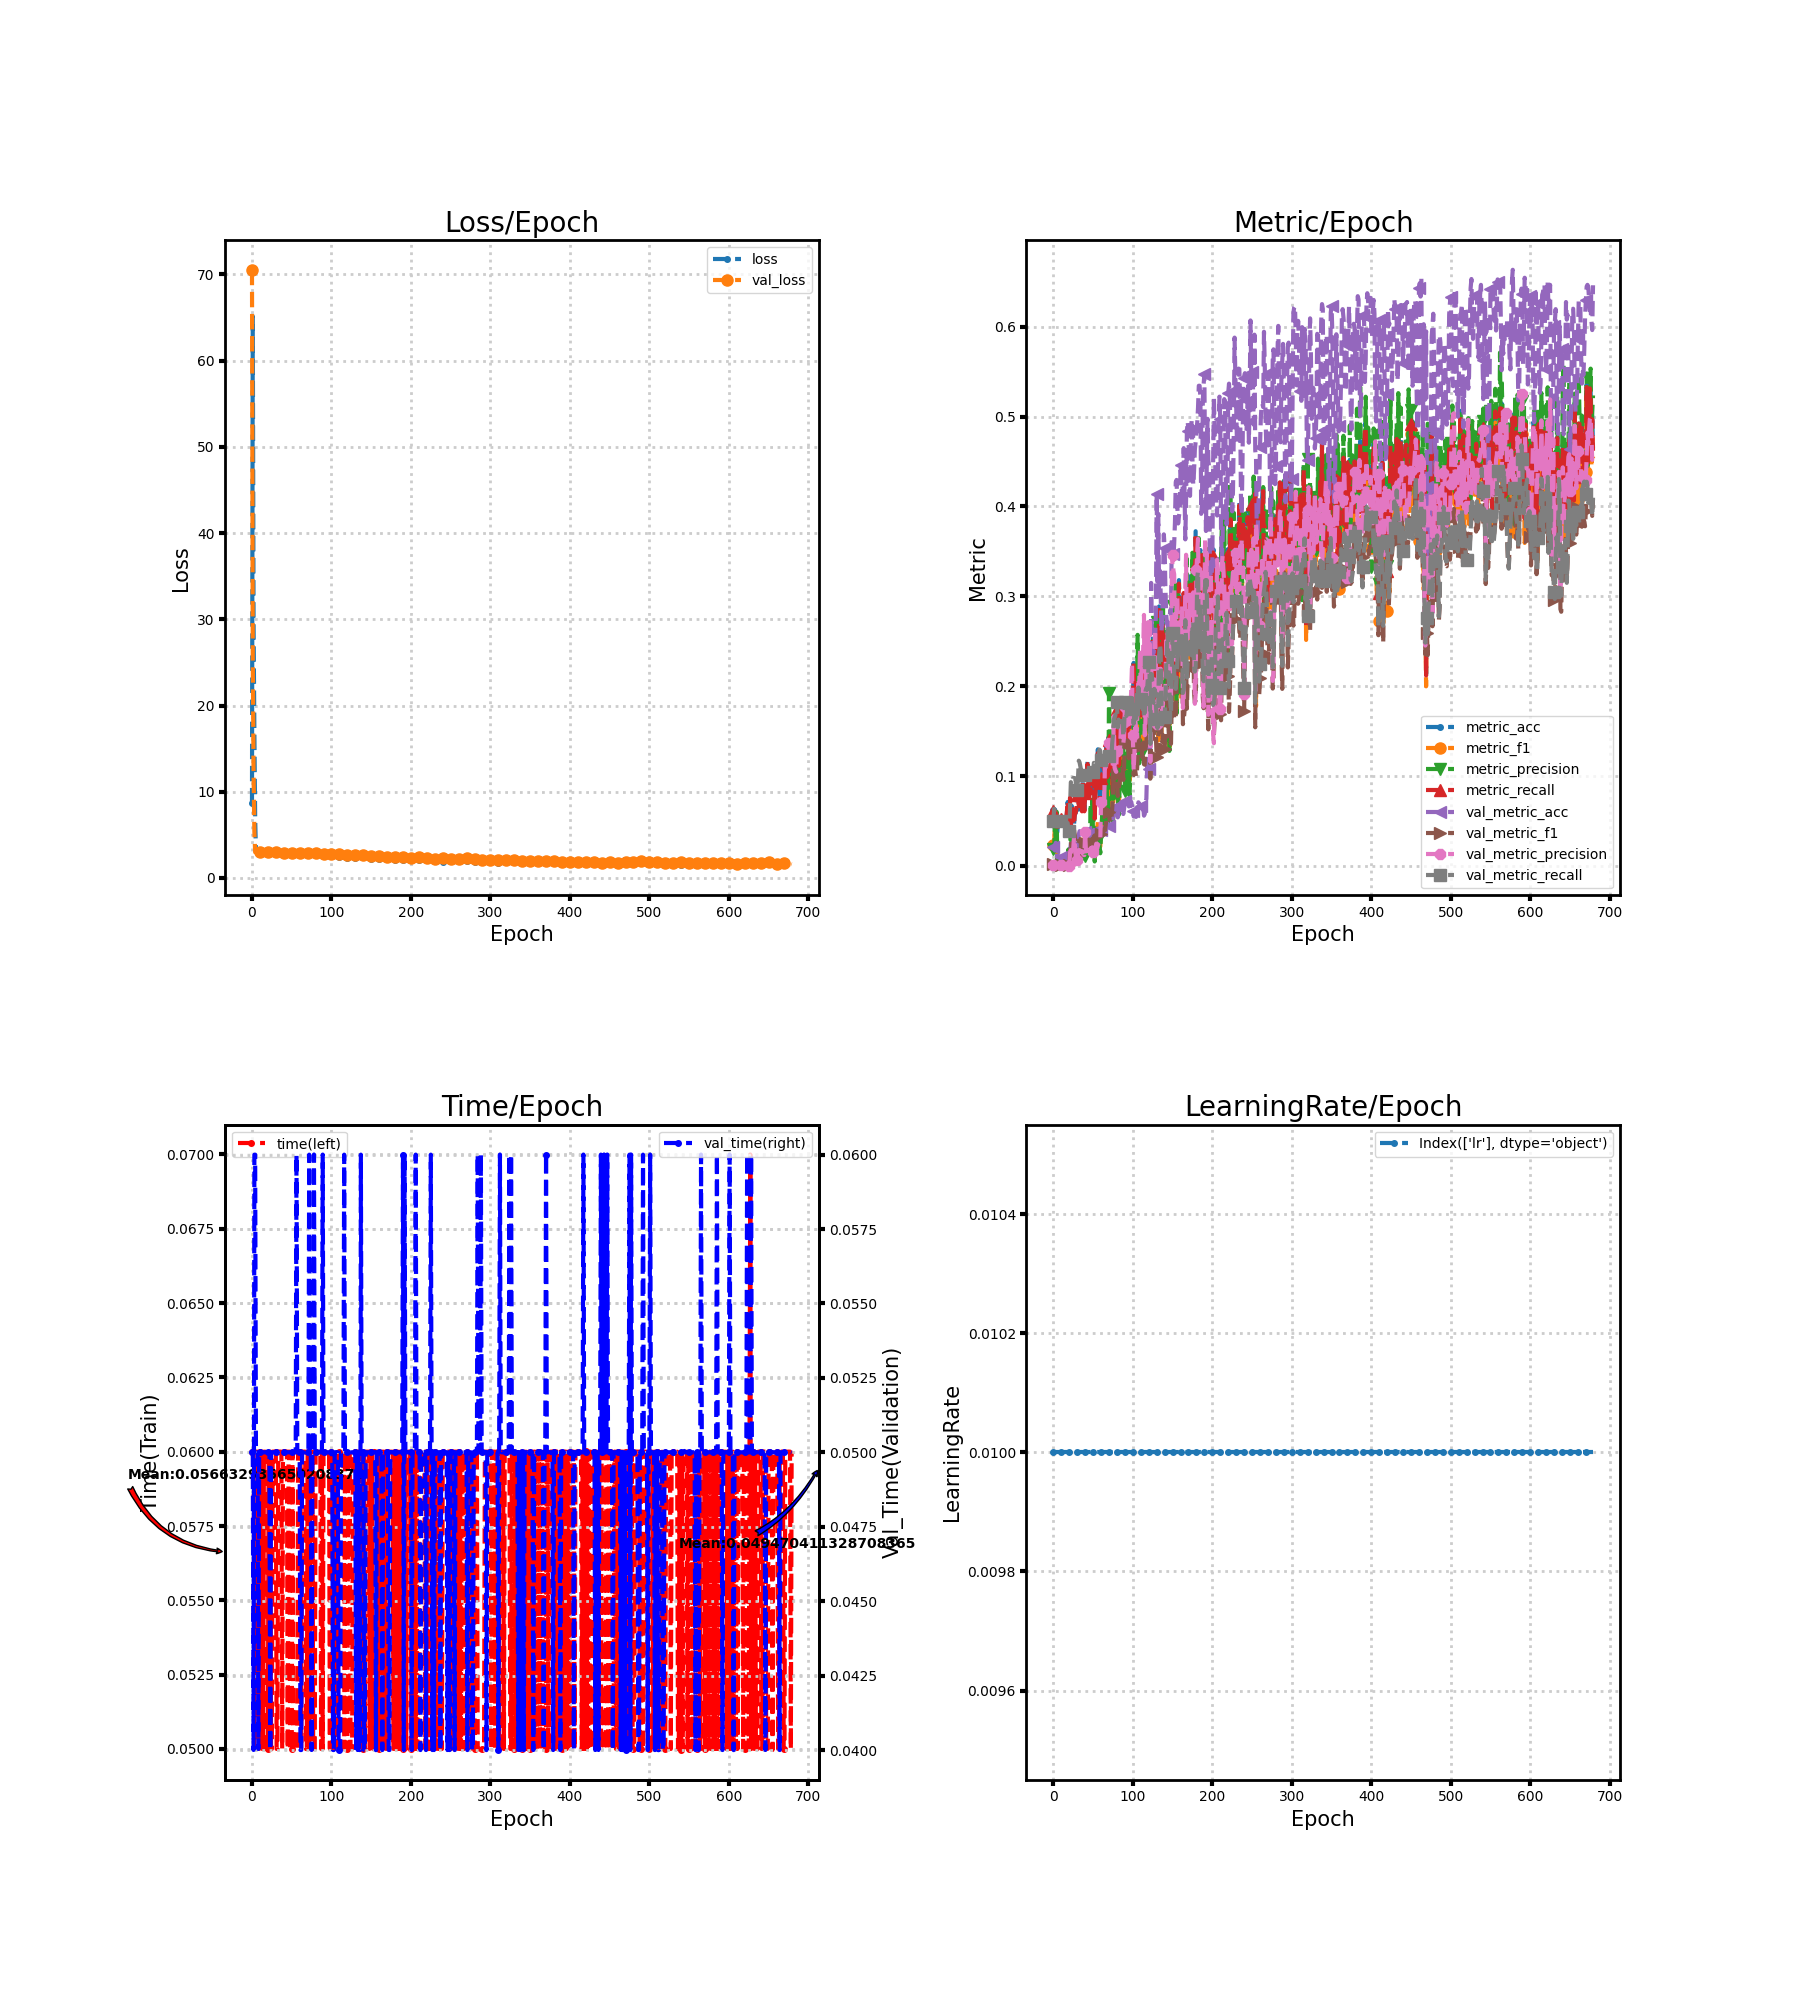 Loss/Epoch
70
60
50
40
30
20
10
0
Loss
0 100 200 300 400 500 600 700
Epoch
loss
val_loss
Metric/Epoch
0.6
0.5
0.4
0.3
0.2
0.1
0.0
Metric
0 100 200 300 400 500 600 700
Epoch
metric_acc
metric_f1
metric_precision
metric_recall
val_metric_acc
val_metric_f1
val_metric_precision
val_metric_recall
Time/Epoch
time(left)
val_time(right)
0.0700
0.0675
0.0650
0.0625
0.0600
0.0575
0.0550
0.0525
0.0500
Time(Train)
0.0600
0.0575
0.0550
0.0525
0.0500
0.0475
0.0450
0.0425
0.0400
Val_Time(Validation)
Mean:0.049470411328708365
0 100 200 300 400 500 600 700
Epoch
LearningRate/Epoch
Index(['lr'], dtype='object')
0.0104
0.0102
0.0100
0.0098
0.0096
LearningRate
0 100 200 300 400 500 600 700
Epoch